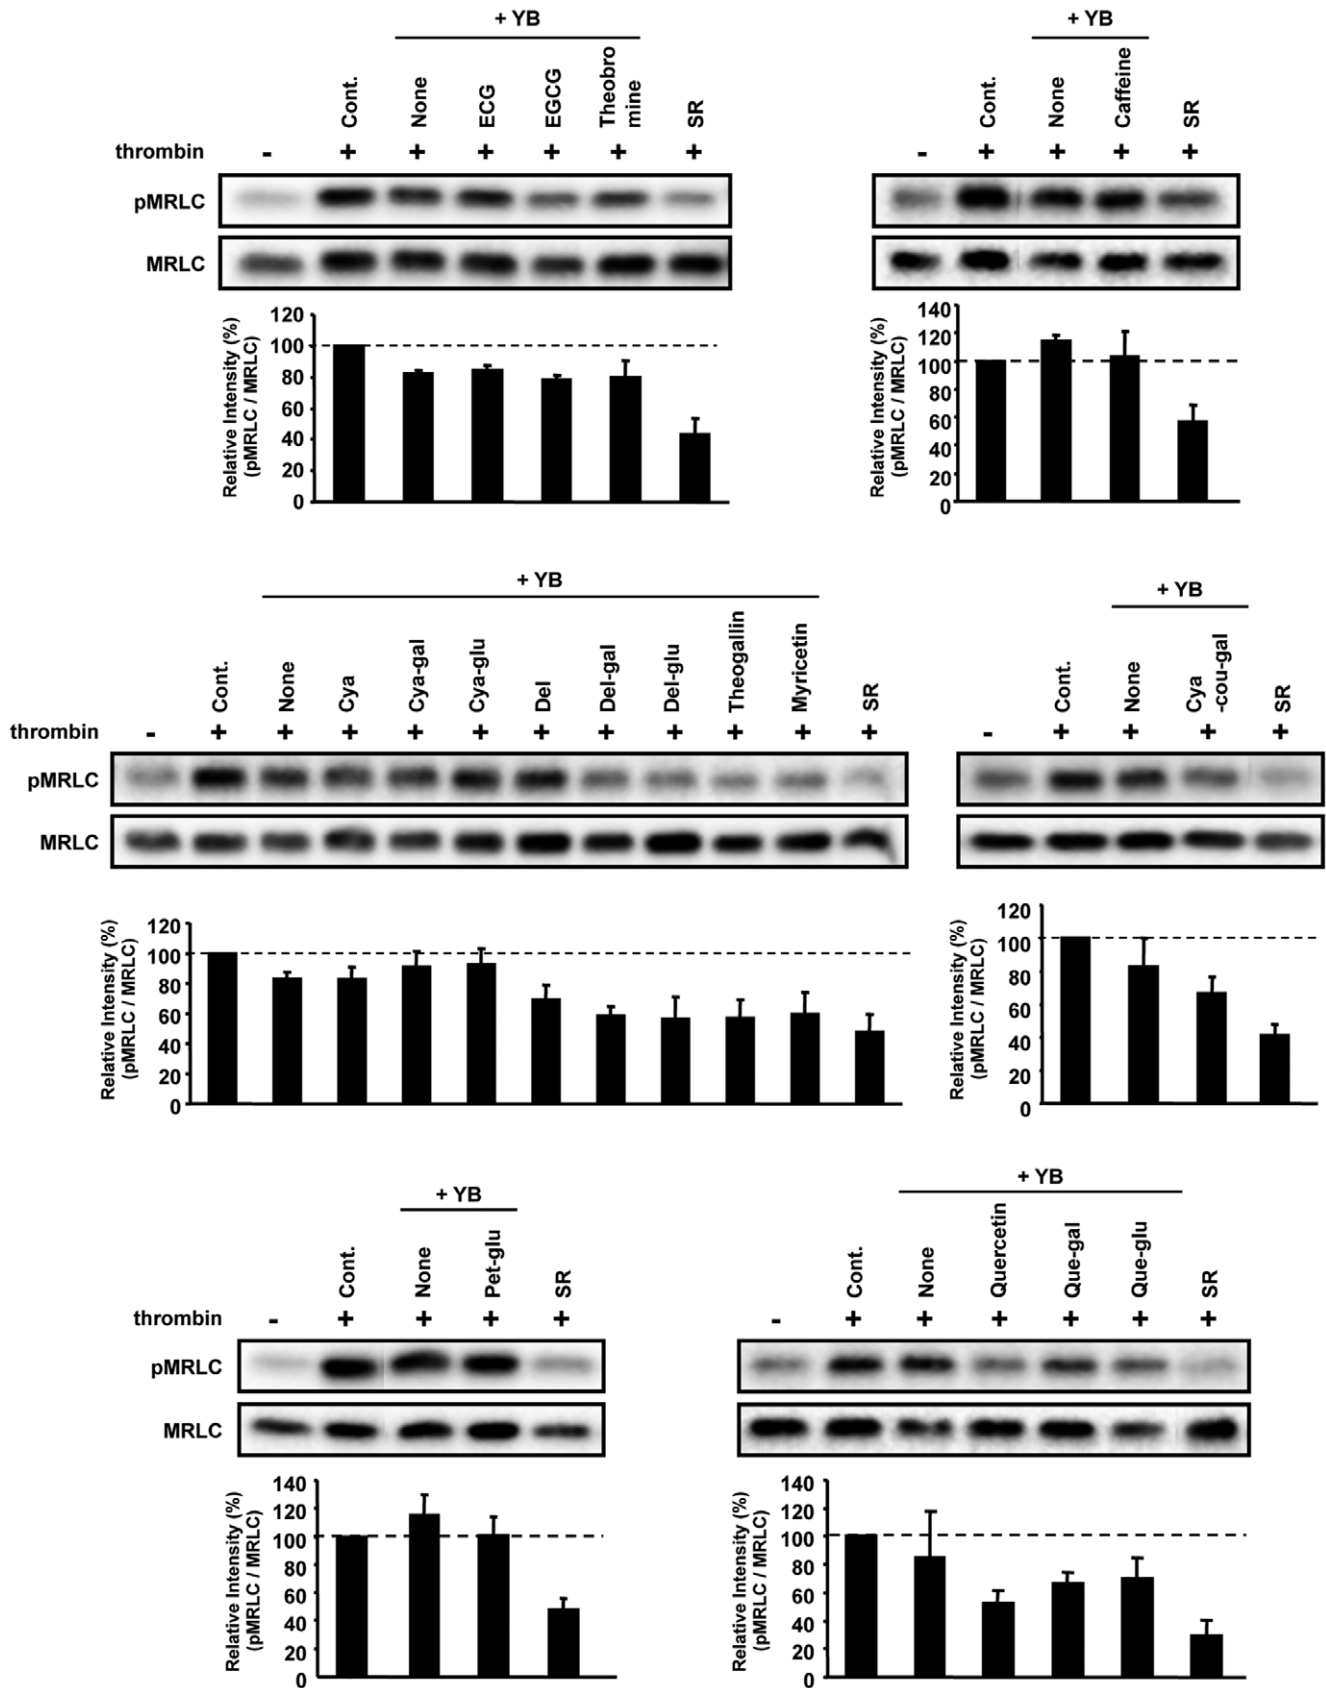 + YB
Cont.
None
ECG
EGCG
Theobro
mine
SR
thrombin - + + + + + +
pMRLC
MRLC
Relative Intensity (%)
(pMRLC / MRLC)
120
100
80
60
40
20
0
+ YB
Cont.
None
Caffeine
SR
- + + + +
Relative Intensity (%)
(pMRLC / MRLC)
140
120
100
80
60
40
20
0
+ YB
Cont.
None
Cya
Cya-gal
Cya-glu
Del
Del-gal
Del-glu
Theogallin
Myricetin
SR
thrombin - + + + + + + + + + + +
pMRLC
MRLC
Relative Intensity (%)
(pMRLC / MRLC)
120
100
80
60
40
20
0
+ YB
Cont.
None
Cya
-cou-gal
SR
- + + + +
Relative Intensity (%)
(pMRLC / MRLC)
120
100
80
60
40
20
0
+ YB
Cont.
None
Pet-glu
SR
thrombin - + + + +
pMRLC
MRLC
Relative Intensity (%)
(pMRLC / MRLC)
140
120
100
80
60
40
20
0
+ YB
Cont.
None
Quercetin
Que-gal
Que-glu
SR
- + + + + + +
Relative Intensity (%)
(pMRLC / MRLC)
140
120
100
80
60
40
20
0